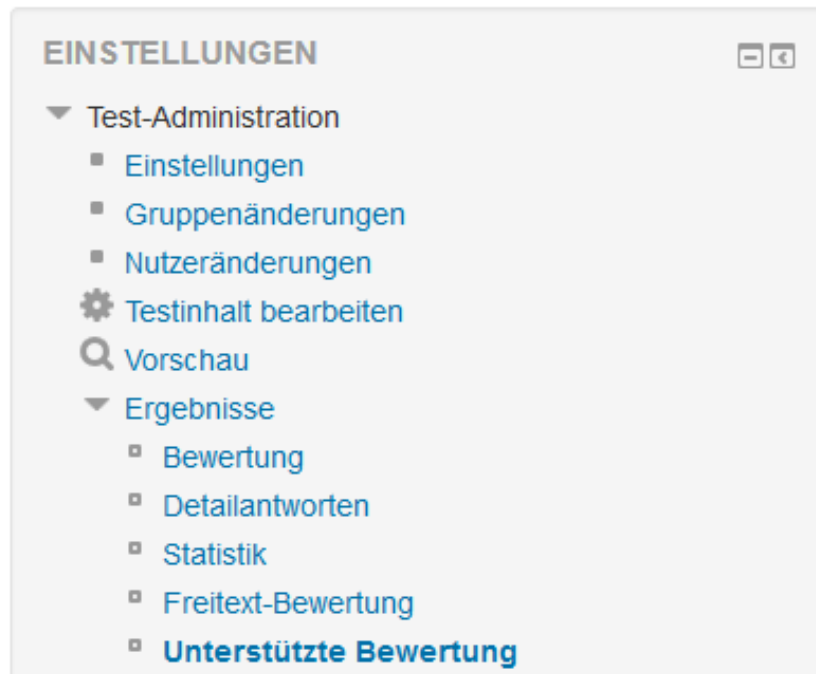 EINSTELLUNGEN
Test-Administration
Einstellungen
Gruppenänderungen
Nutzeränderungen
Testinhalt bearbeiten
Vorschau
Ergebnisse
Bewertung
Detailantworten
Statistik
Freitext-Bewertung
Unterstützte Bewertung